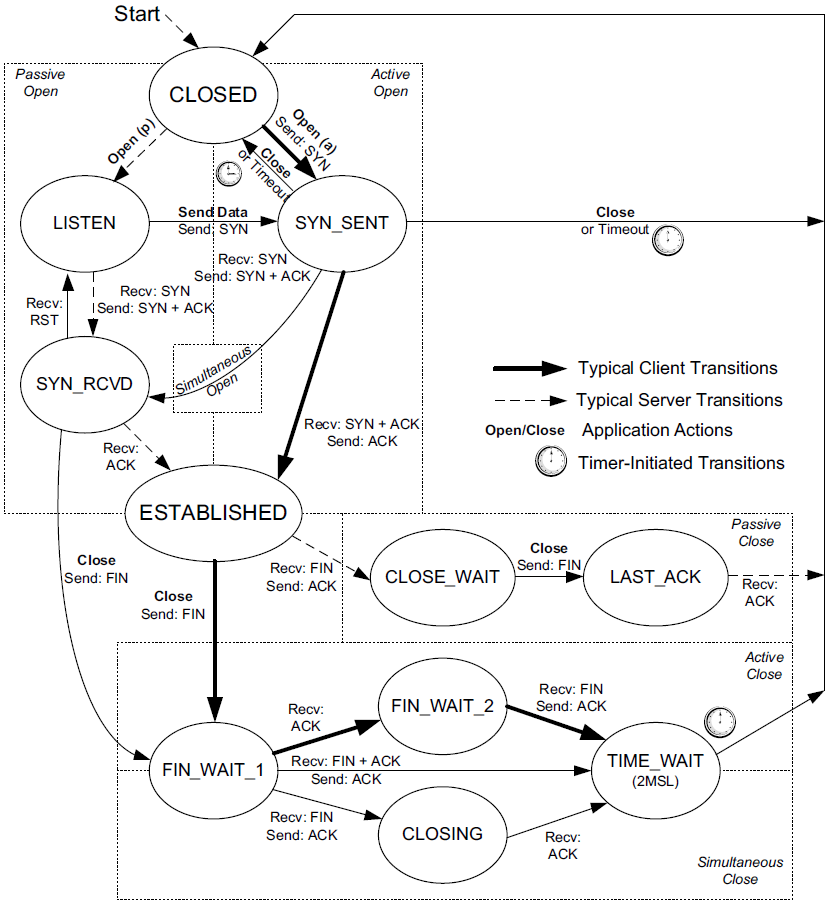 Start
Passive
Open
Active
Open
CLOSED
Open (p)
Open (a)
Send: SYN
Close
or Timeout
LISTEN
Send Data
Send: SYN
SYN_SENT
Close
or Timeout
Recv: SYN
Send: SYN + ACK
Recv: SYN
Send: SYN + ACK
Recv:
RST
SYN_RCVD
Simultaneous
Open
Typical Client Transitions
Typical Server Transitions
Open/Close Application Actions
Timer-Initiated Transitions
Recv: SYN + ACK
Send: ACK
Recv:
ACK
ESTABLISHED
Passive
Close
Close
Send: FIN
Recv: FIN
Send: ACK
CLOSE_WAIT
Close
Send: FIN
LAST_ACK
Recv:
ACK
Close
Send: FIN
Active
Close
Recv:
ACK
FIN_WAIT_2
Recv: FIN
Send: ACK
FIN_WAIT_1
Recv: FIN + ACK
Send: ACK
TIME_WAIT
(2MSL)
Recv: FIN
Send: ACK
CLOSING
Recv:
ACK
Simultaneous
Close